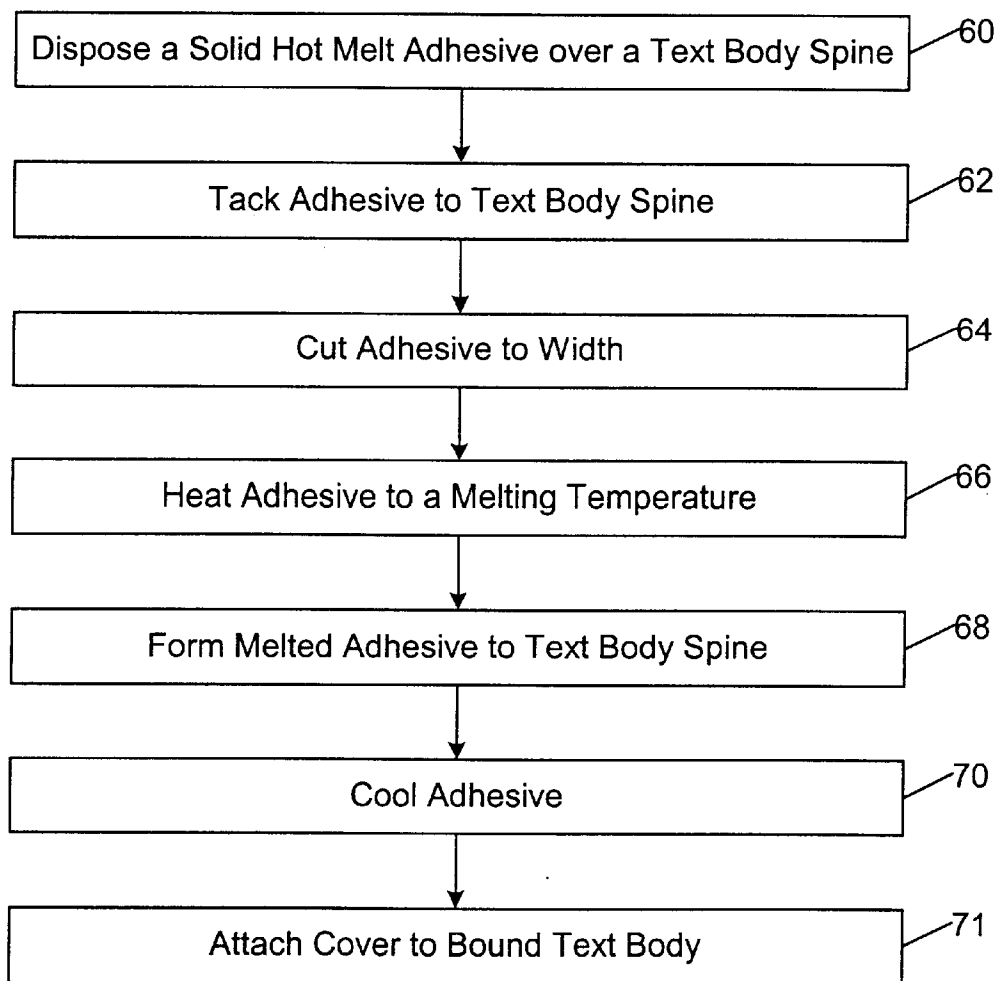 Dispose a Solid Hot Melt Adhesive over a Text Body Spine
60
Tack Adhesive to Text Body Spine
62
Cut Adhesive to Width
64
Heat Adhesive to a Melting Temperature
66
Form Melted Adhesive to Text Body Spine
68
Cool Adhesive
70
Attach Cover to Bound Text Body
71